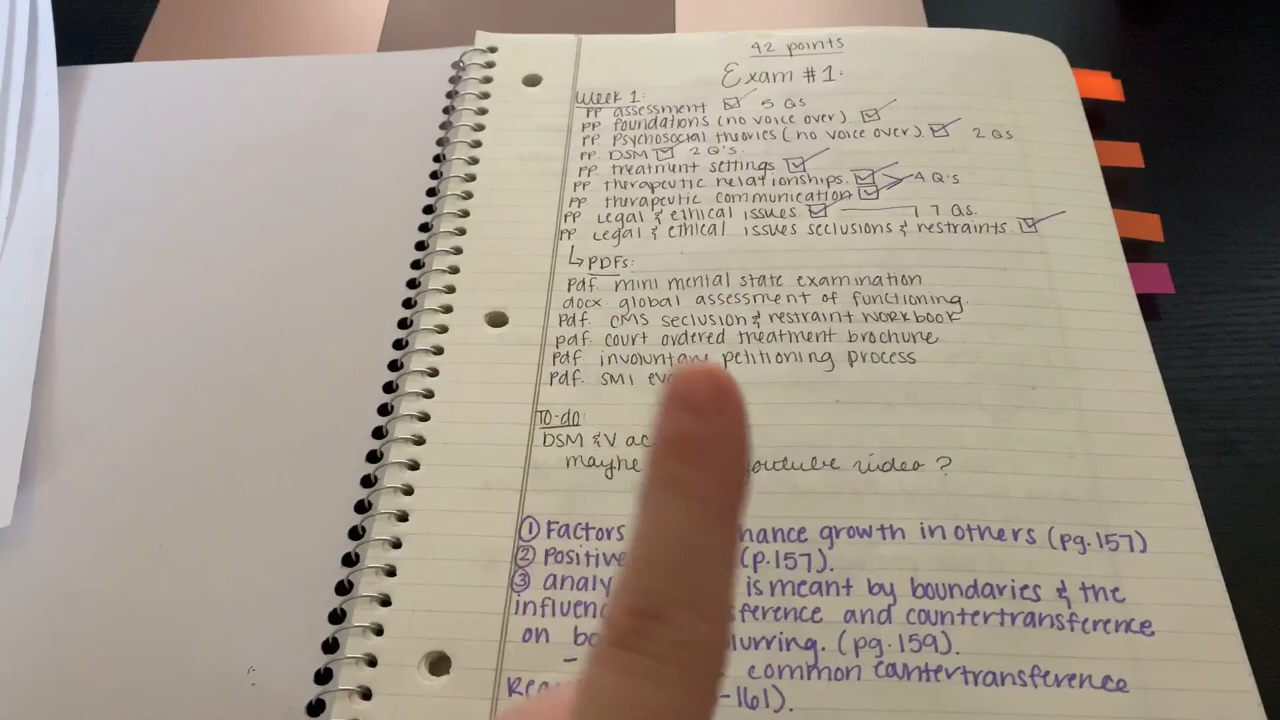 42 points
Exam #1.
Week 1:
PP assessment ☑ 5 Qs
PP foundations (no voice over). ☑
PP Psychosocial theories (no voice over). ☑ 2 Qs
PP. DSM ☑ 2 Q's.
PP. treatment settings ☑
PP. therapeutic relationships. ☑
PP. therapeutic communication ☑ 4 Q's
PP Legal & ethical issues ☑ 7 Qs.
PP. Legal & ethical issues seclusions & restraints ☑
↳ PDFs:
pdf. mini mental state examination
docx. global assessment of functioning.
pdf. CMS seclusion & restraint workbook
pdf. court ordered treatment brochure
pdf. involuntary petitioning process
pdf. SMI
To-do:
DSM &
maybe youtube video?
① Factors growth in others (pg.157)
② Positive (p.157).
③ is meant by boundaries & the
and countertransference
on (pg.159).
- common countertransference
-161).